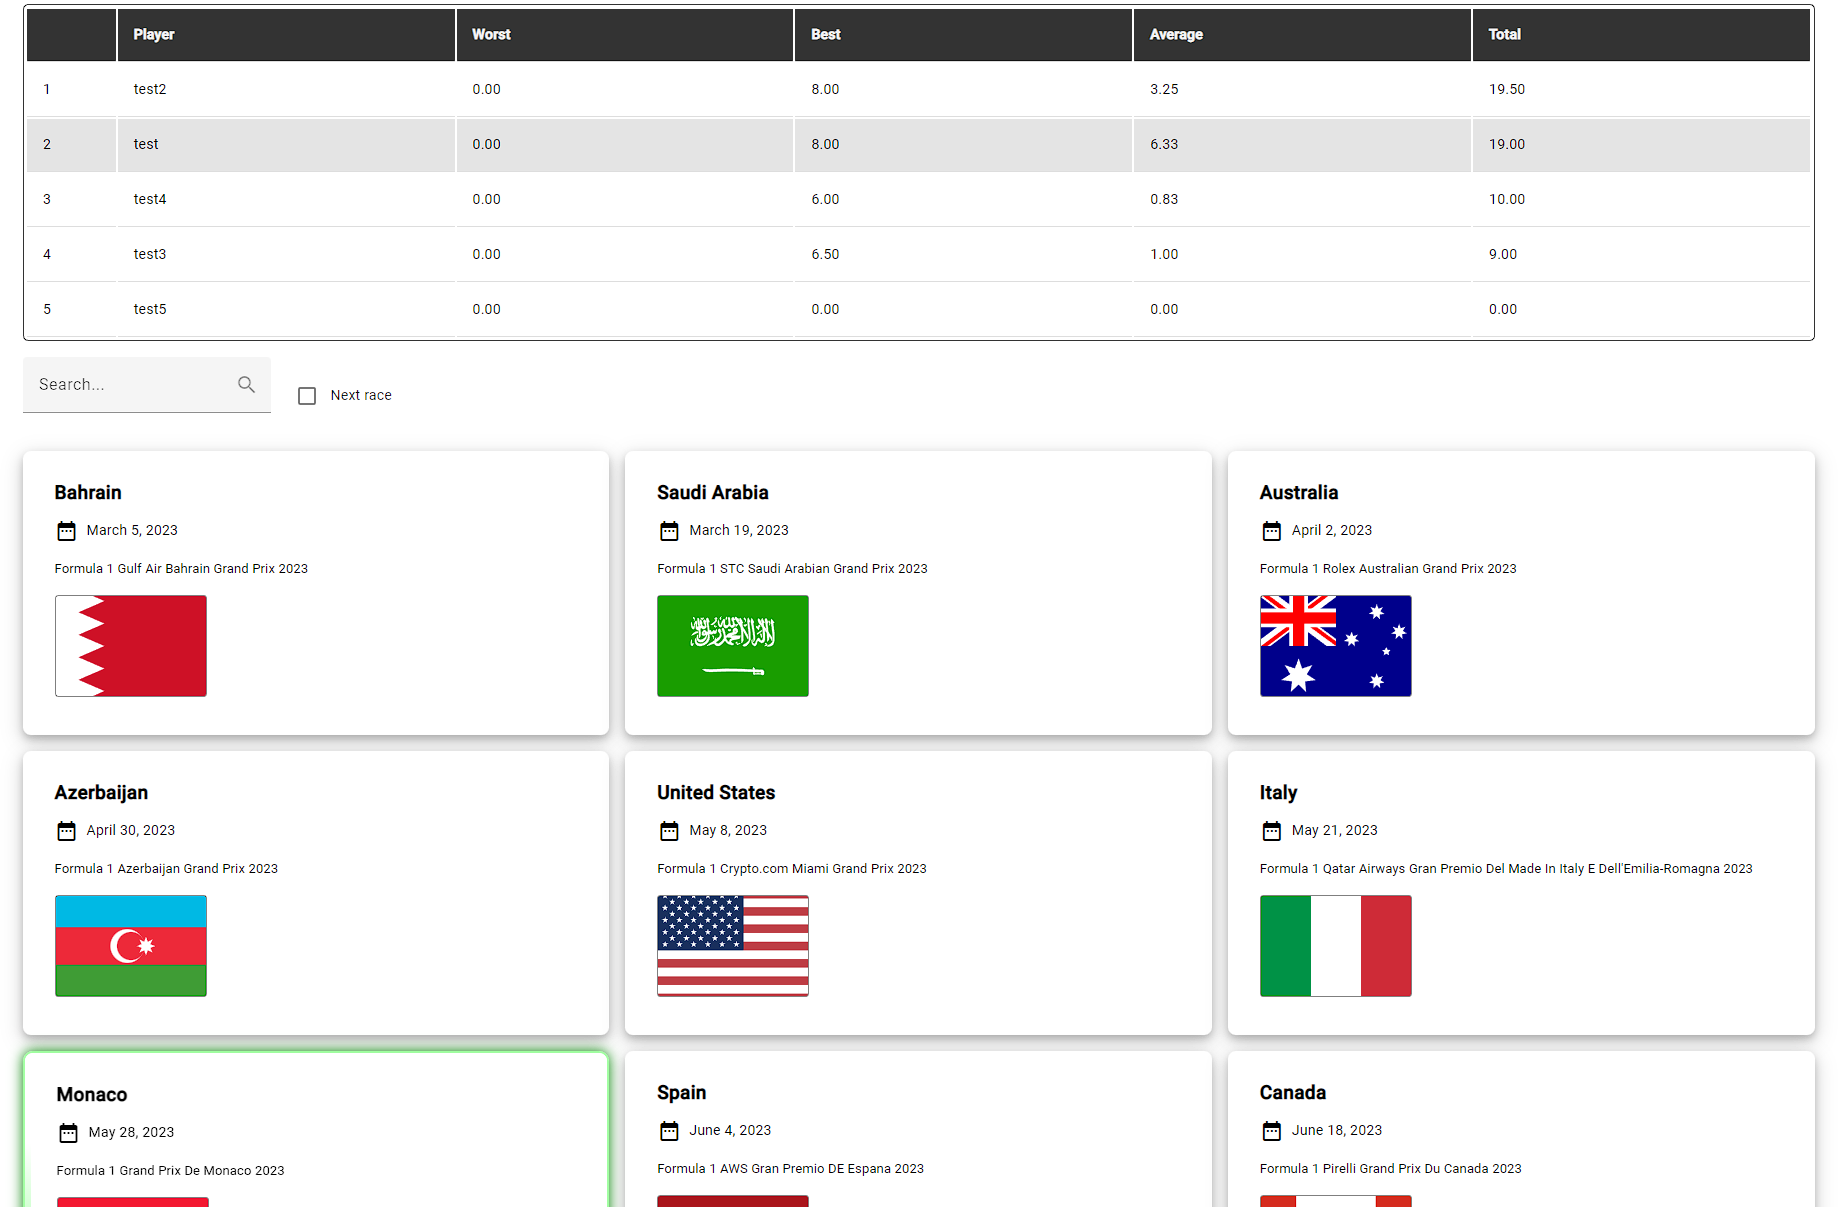 Player Worst Best Average Total
1 test2 0.00 8.00 3.25 19.50
2 test 0.00 8.00 6.33 19.00
3 test4 0.00 6.00 0.83 10.00
4 test3 0.00 6.50 1.00 9.00
5 test5 0.00 0.00 0.00 0.00
Search...
Next race
Bahrain
March 5, 2023
Formula 1 Gulf Air Bahrain Grand Prix 2023
Saudi Arabia
March 19, 2023
Formula 1 STC Saudi Arabian Grand Prix 2023
Australia
April 2, 2023
Formula 1 Rolex Australian Grand Prix 2023
Azerbaijan
April 30, 2023
Formula 1 Azerbaijan Grand Prix 2023
United States
May 8, 2023
Formula 1 Crypto.com Miami Grand Prix 2023
Italy
May 21, 2023
Formula 1 Qatar Airways Gran Premio Del Made In Italy E Dell'Emilia-Romagna 2023
Monaco
May 28, 2023
Formula 1 Grand Prix De Monaco 2023
Spain
June 4, 2023
Formula 1 AWS Gran Premio DE Espana 2023
Canada
June 18, 2023
Formula 1 Pirelli Grand Prix Du Canada 2023